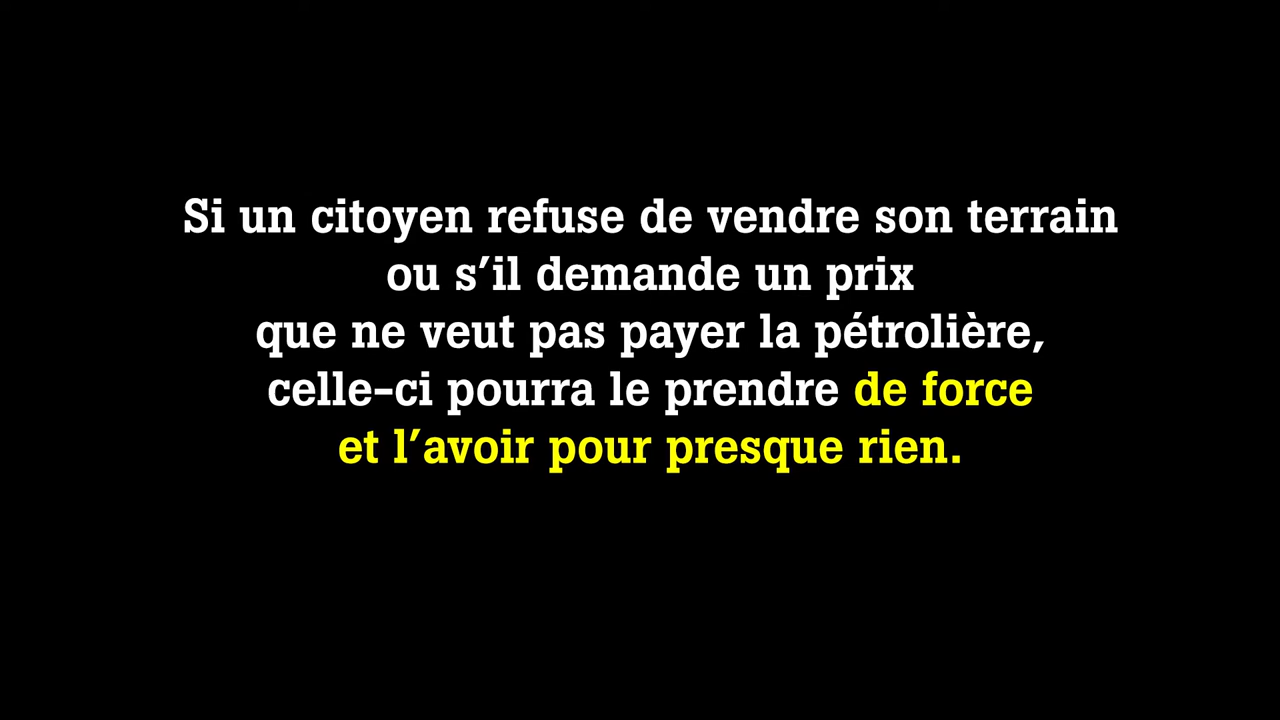 Si un citoyen refuse de vendre son terrain
ou s’il demande un prix
que ne veut pas payer la pétrolière,
celle-ci pourra le prendre de force
et l’avoir pour presque rien.